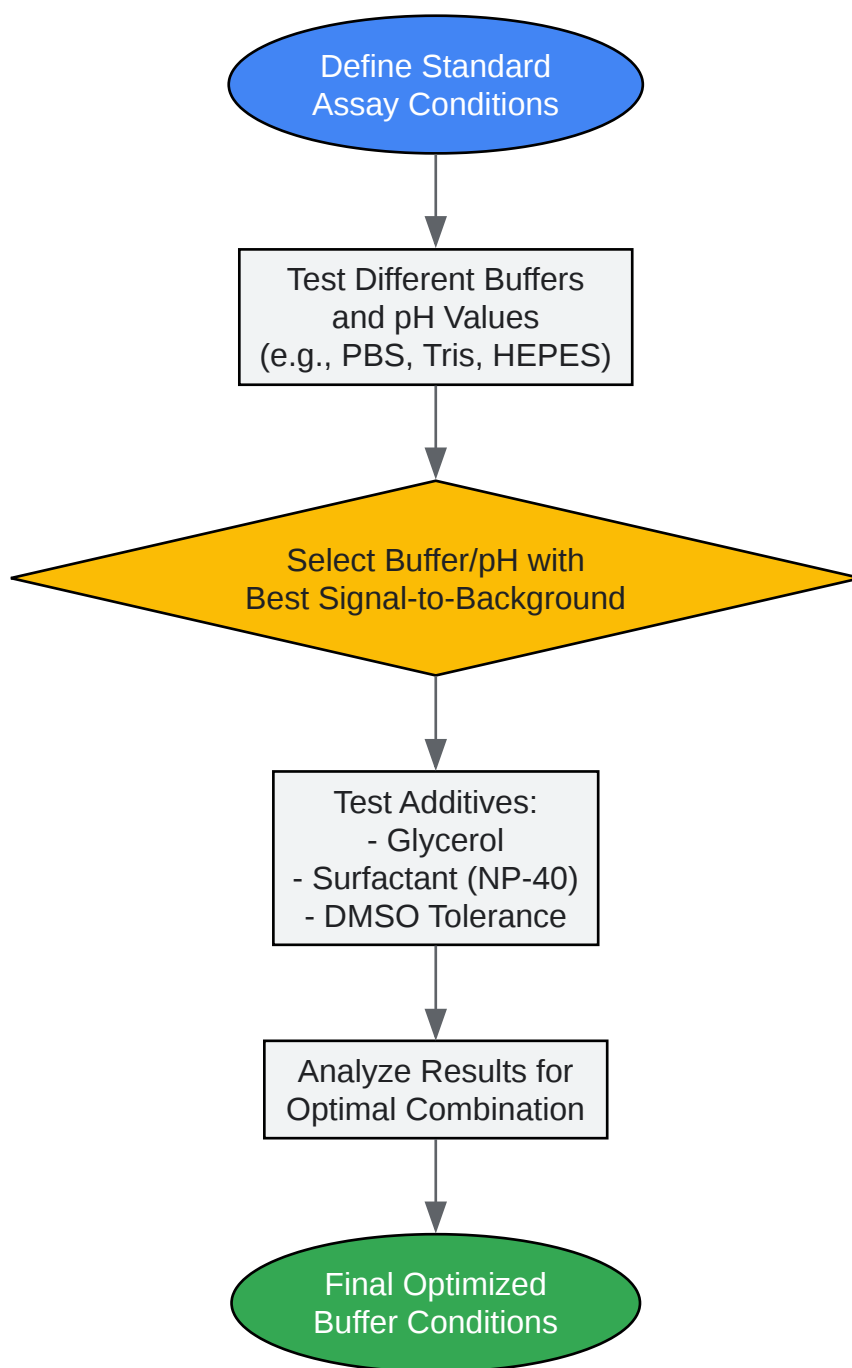 Define Standard
Assay Conditions
Test Different Buffers
and pH Values
(e.g., PBS, Tris, HEPES)
Select Buffer/pH with
Best Signal-to-Background
Test Additives:
- Glycerol
- Surfactant (NP-40)
- DMSO Tolerance
Analyze Results for
Optimal Combination
Final Optimized
Buffer Conditions